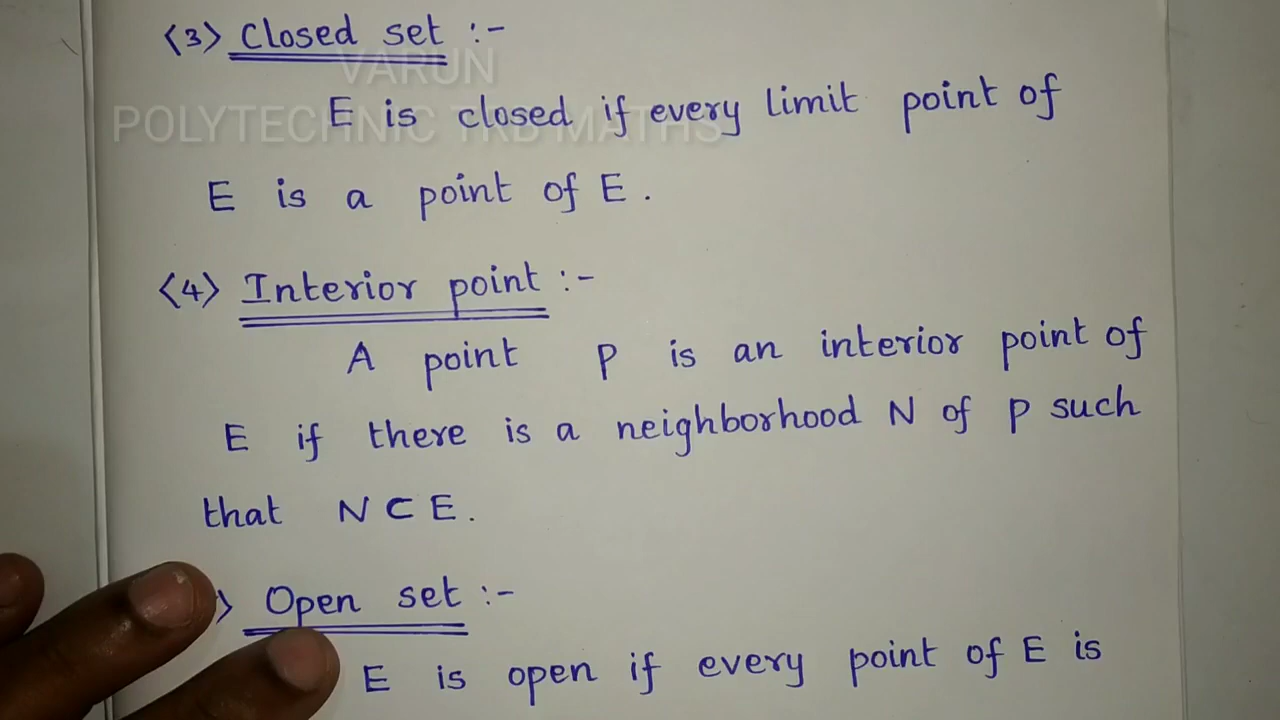 <3> Closed set :-
VARUN
POLYTECHNIC TRB MATHS
E is closed if every limit point of
E is a point of E.
<4> Interior point :-
A point p is an interior point of
E if there is a neighborhood N of p such
that N ⊂ E.
> Open set :-
E is open if every point of E is